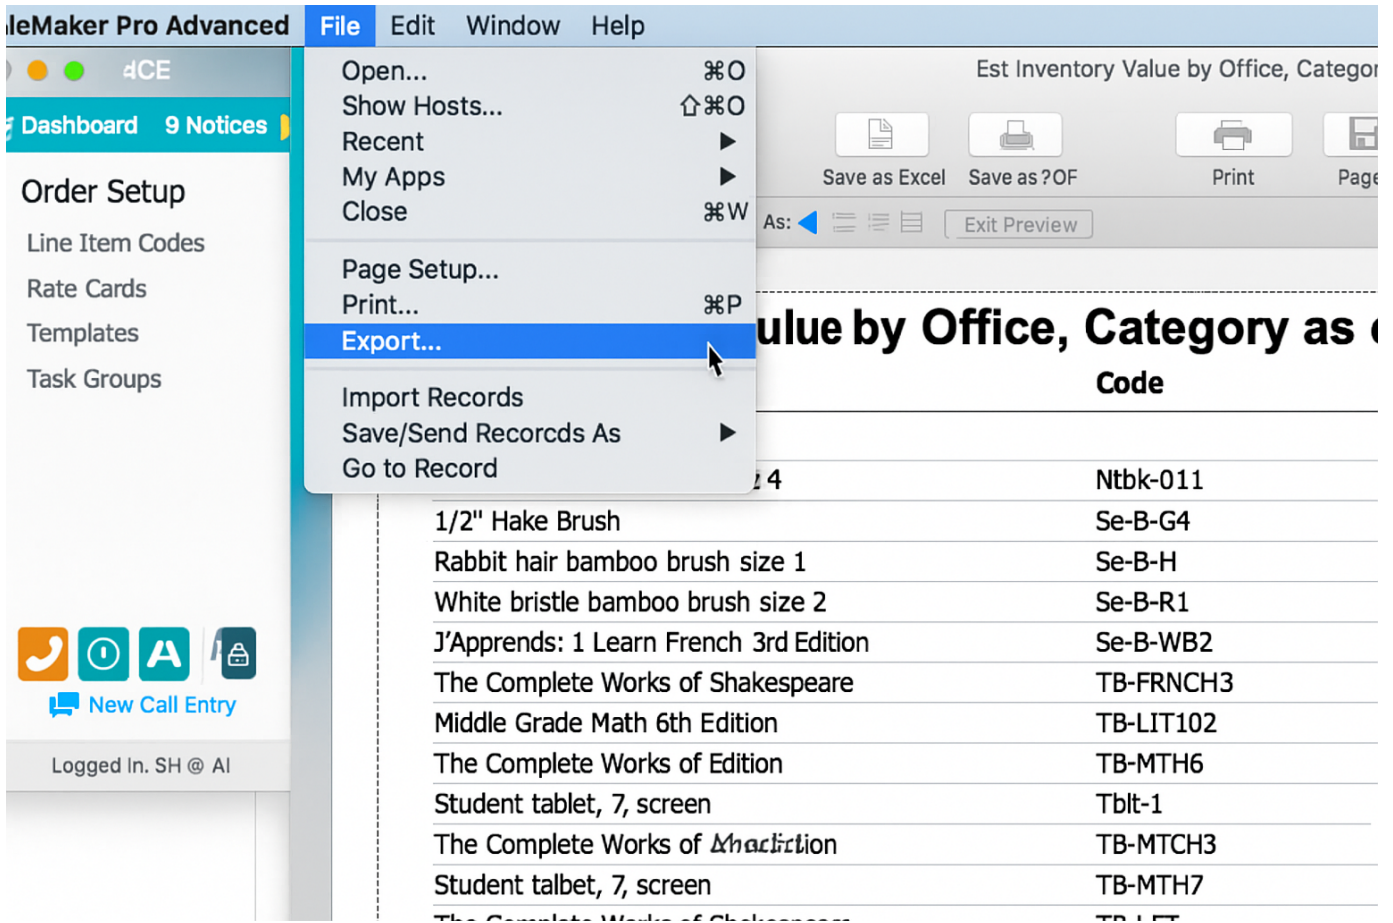 leMaker Pro Advanced File Edit Window Help
CE
Est Inventory Value by Office, Categor
Dashboard 9 Notices
Order Setup
Line Item Codes
Rate Cards
Templates
Task Groups
New Call Entry
Logged In. SH @ AI
Open... ⌘O
Show Hosts... ⇧⌘O
Recent ▶
My Apps ▶
Close ⌘W
Page Setup...
Print... ⌘P
Export...
Import Records
Save/Send Recorcds As ▶
Go to Record
Save as Excel Save as ?OF Print Page
As: Exit Preview
ulue by Office, Category as
Code
4 Ntbk-011
1/2" Hake Brush Se-B-G4
Rabbit hair bamboo brush size 1 Se-B-H
White bristle bamboo brush size 2 Se-B-R1
J'Apprends: 1 Learn French 3rd Edition Se-B-WB2
The Complete Works of Shakespeare TB-FRNCH3
Middle Grade Math 6th Edition TB-LIT102
The Complete Works of Edition TB-MTH6
Student tablet, 7, screen Tblt-1
The Complete Works of TB-MTCH3
Student talbet, 7, screen TB-MTH7